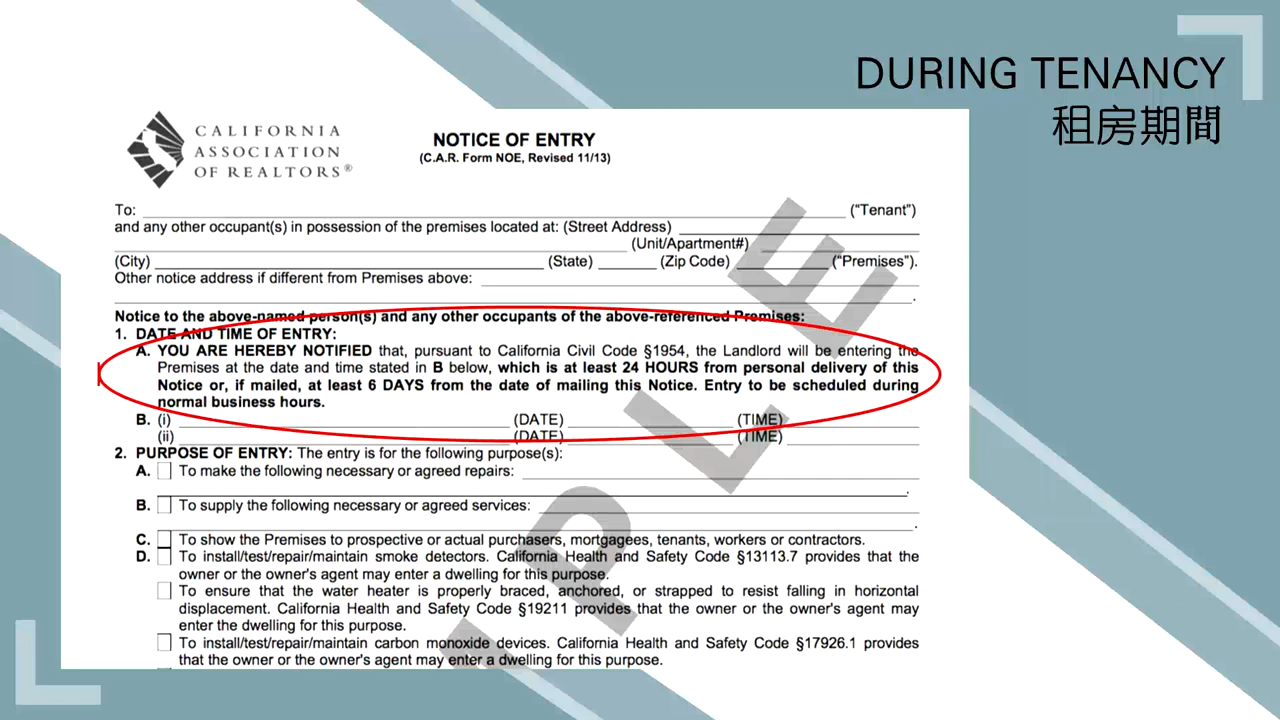 DURING TENANCY
租房期間
CALIFORNIA
ASSOCIATION
OF REALTORS®
NOTICE OF ENTRY
(C.A.R. Form NOE, Revised 11/13)
To: ("Tenant")
and any other occupant(s) in possession of the premises located at: (Street Address)
(Unit/Apartment#)
(City) (State) (Zip Code) ("Premises").
Other notice address if different from Premises above:
.
Notice to the above-named person(s) and any other occupants of the above-referenced Premises:
1. DATE AND TIME OF ENTRY:
A. YOU ARE HEREBY NOTIFIED that, pursuant to California Civil Code §1954, the Landlord will be entering the
Premises at the date and time stated in B below, which is at least 24 HOURS from personal delivery of this
Notice or, if mailed, at least 6 DAYS from the date of mailing this Notice. Entry to be scheduled during
normal business hours.
B. (i) (DATE) (TIME)
(ii) (DATE) (TIME)
2. PURPOSE OF ENTRY: The entry is for the following purpose(s):
A. To make the following necessary or agreed repairs:
.
B. To supply the following necessary or agreed services:
.
C. To show the Premises to prospective or actual purchasers, mortgagees, tenants, workers or contractors.
D. To install/test/repair/maintain smoke detectors. California Health and Safety Code §13113.7 provides that the
owner or the owner's agent may enter a dwelling for this purpose.
To ensure that the water heater is properly braced, anchored, or strapped to resist falling in horizontal
displacement. California Health and Safety Code §19211 provides that the owner or the owner's agent may
enter the dwelling for this purpose.
To install/test/repair/maintain carbon monoxide devices. California Health and Safety Code §17926.1 provides
that the owner or the owner's agent may enter a dwelling for this purpose.
PLE